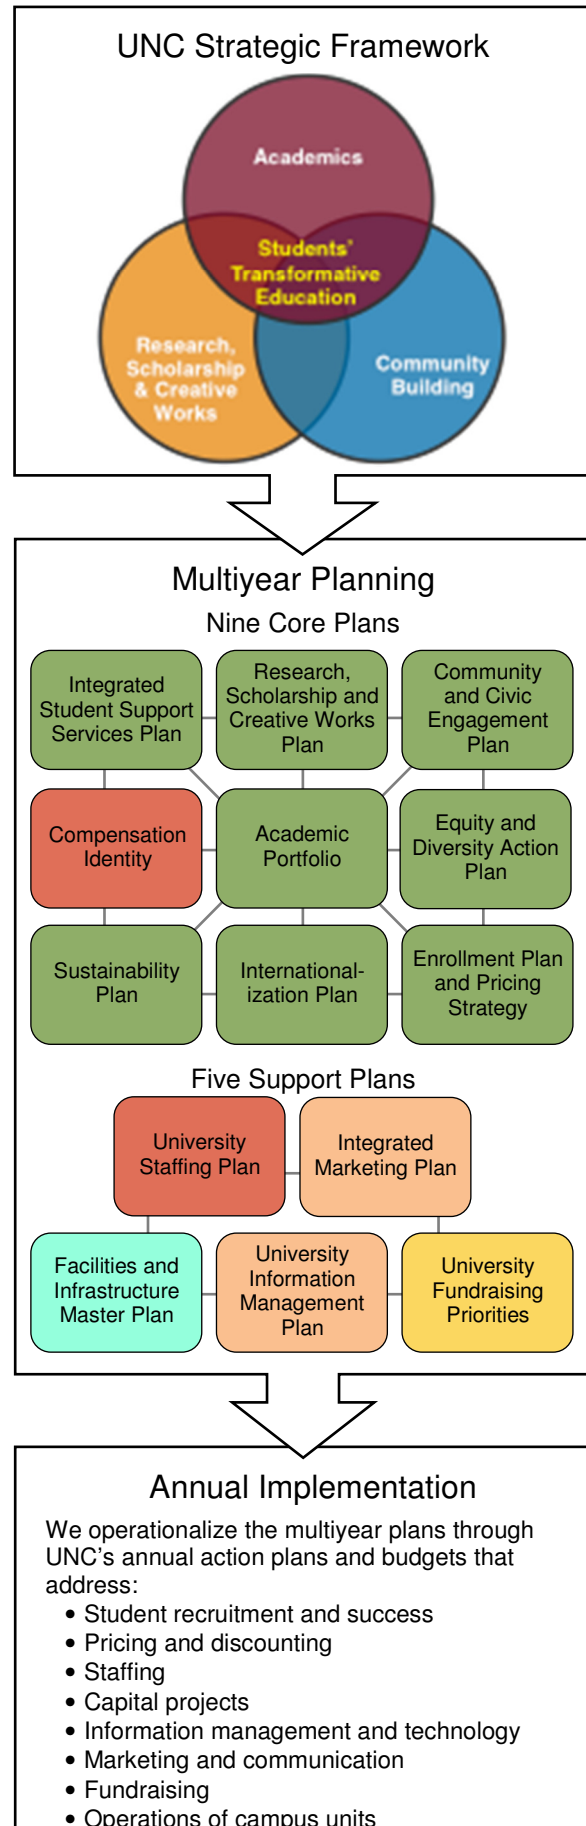 UNC Strategic Framework
Academics
Students'
Transformative
Education
Research,
Scholarship
& Creative
Works
Community
Building
Multiyear Planning
Nine Core Plans
Integrated
Student Support
Services Plan
Research,
Scholarship and
Creative Works
Plan
Community
and Civic
Engagement
Plan
Compensation
Identity
Academic
Portfolio
Equity and
Diversity Action
Plan
Sustainability
Plan
International-
ization Plan
Enrollment Plan
and Pricing
Strategy
Five Support Plans
University
Staffing Plan
Integrated
Marketing Plan
Facilities and
Infrastructure
Master Plan
University
Information
Management
Plan
University
Fundraising
Priorities
Annual Implementation
We operationalize the multiyear plans through
UNC’s annual action plans and budgets that
address:
• Student recruitment and success
• Pricing and discounting
• Staffing
• Capital projects
• Information management and technology
• Marketing and communication
• Fundraising
• Operations of campus units